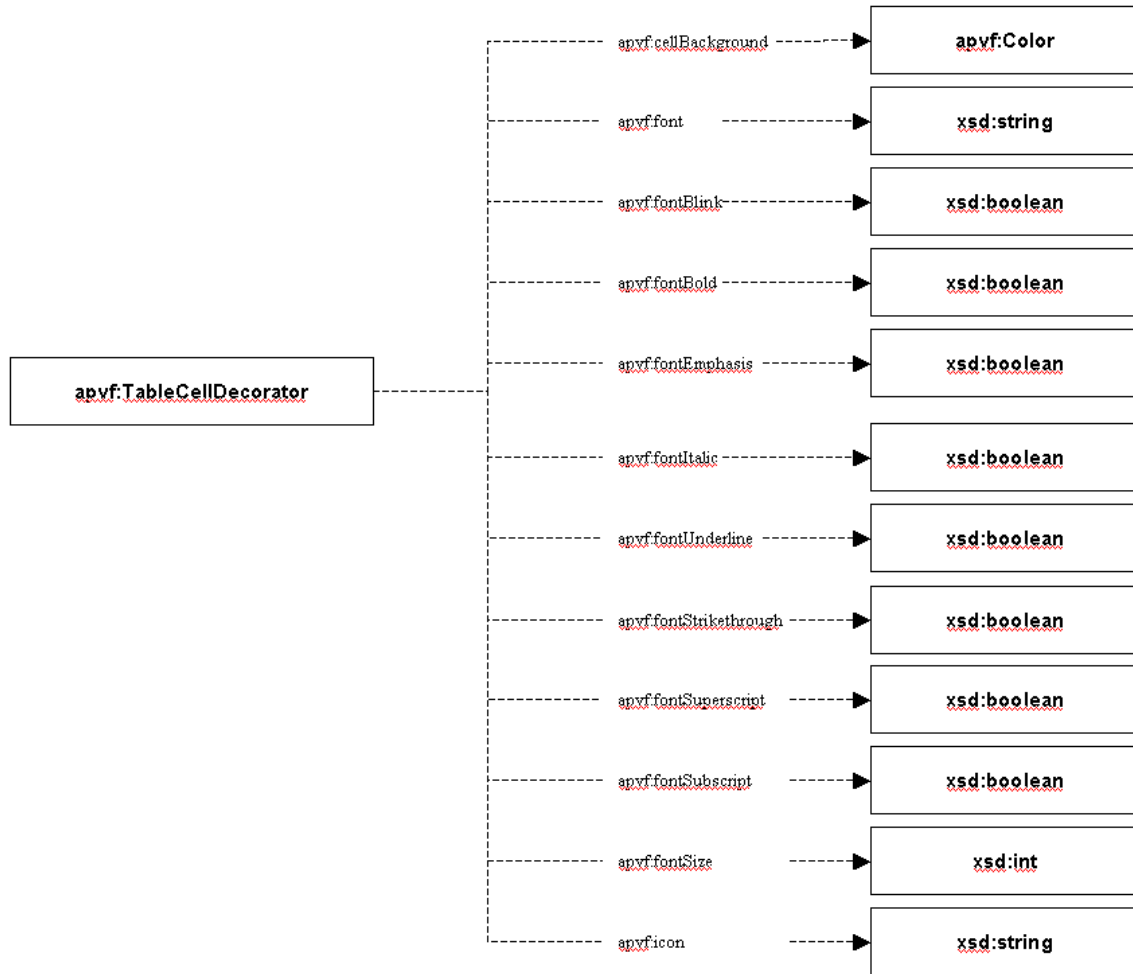 apvf:cellBackground apvf:Color
apvf:font xsd:string
apvf:fontBlink xsd:boolean
apvf:fontBold xsd:boolean
apvf:fontEmphasis xsd:boolean
apvf:TableCellDecorator
apvf:fontItalic xsd:boolean
apvf:fontUnderline xsd:boolean
apvf:fontStrikethrough xsd:boolean
apvf:fontSuperscript xsd:boolean
apvf:fontSubscript xsd:boolean
apvf:fontSize xsd:int
apvf:icon xsd:string